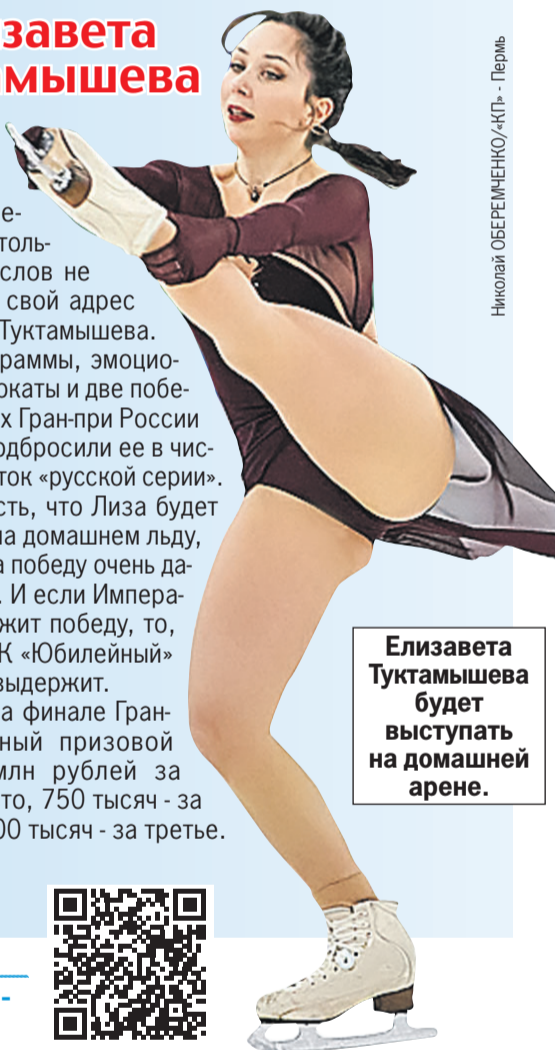 изавета
амышева
е-
толь-
слов не
свой адрес
Туктамышева.
раммы, эмоцио-
окаты и две побе-
х Гран-при России
одбросили ее в чис-
ток «русской серии».
сть, что Лиза будет
на домашнем льду,
а победу очень да-
. И если Импера-
жит победу, то,
К «Юбилейный»
выдержит.
а финале Гран-
ный призовой
млн рублей за
то, 750 тысяч - за
00 тысяч - за третье.
Николай ОБЕРЕМЧЕНКО/«КП» - Пермь
Елизавета
Туктамышева
будет
выступать
на домашней
арене.